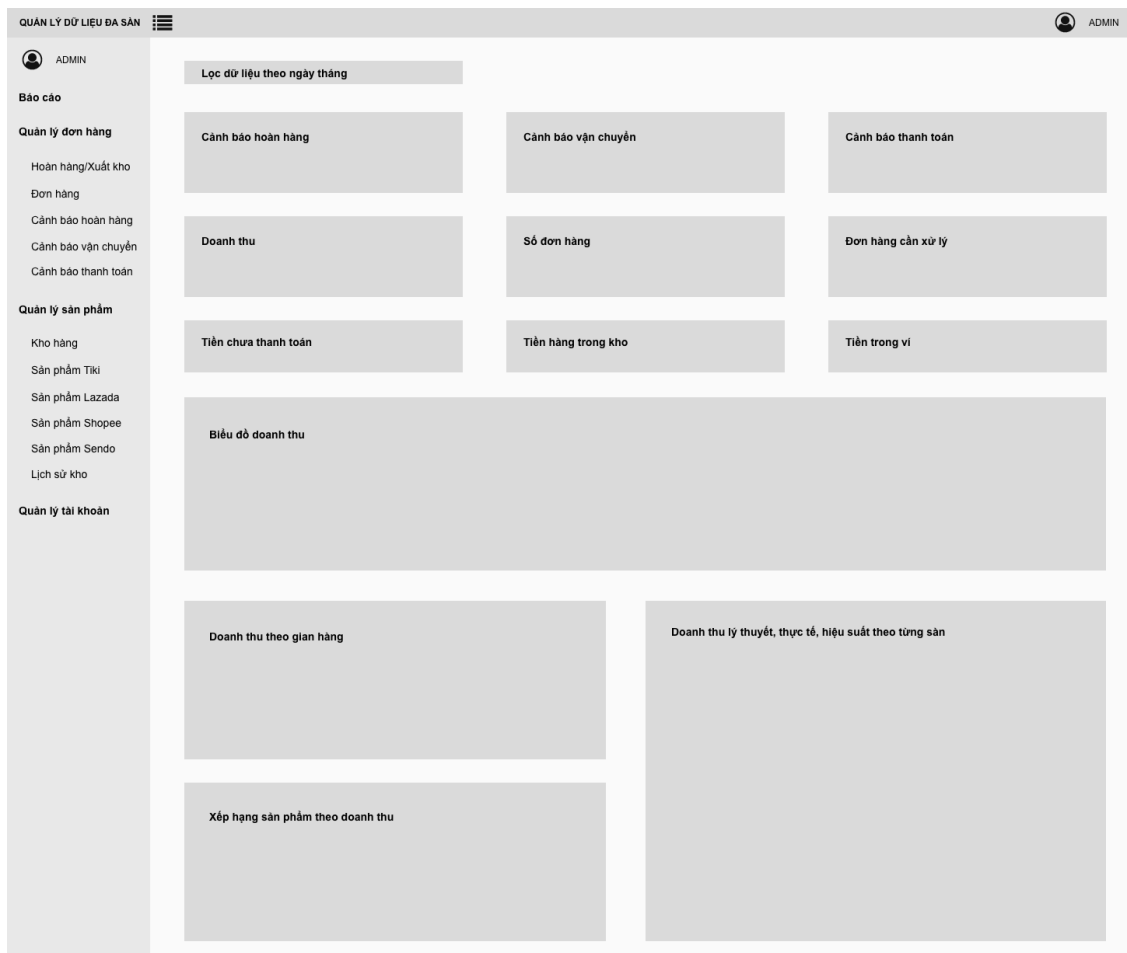 QUẢN LÝ DỮ LIỆU ĐA SÀN
ADMIN
ADMIN
Báo cáo
Quản lý đơn hàng
Hoàn hàng/Xuất kho
Đơn hàng
Cảnh báo hoàn hàng
Cảnh báo vận chuyển
Cảnh báo thanh toán
Quản lý sản phẩm
Kho hàng
Sản phẩm Tiki
Sản phẩm Lazada
Sản phẩm Shopee
Sản phẩm Sendo
Lịch sử kho
Quản lý tài khoản
Lọc dữ liệu theo ngày tháng
Cảnh báo hoàn hàng
Cảnh báo vận chuyển
Cảnh báo thanh toán
Doanh thu
Số đơn hàng
Đơn hàng cần xử lý
Tiền chưa thanh toán
Tiền hàng trong kho
Tiền trong ví
Biểu đồ doanh thu
Doanh thu theo gian hàng
Doanh thu lý thuyết, thực tế, hiệu suất theo từng sàn
Xếp hạng sản phẩm theo doanh thu